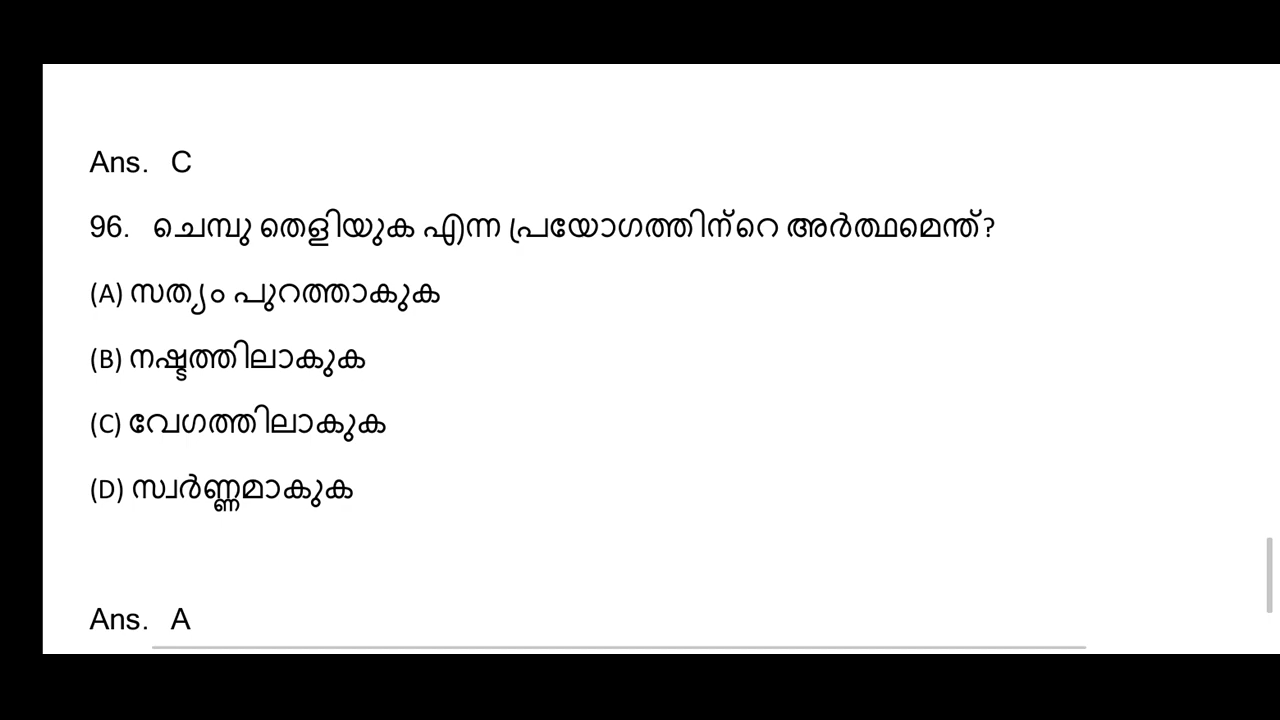 Ans. C
96. ചെമ്പു തെളിയുക എന്ന പ്രയോഗത്തിന്റെ അർത്ഥമെന്ത്?
(A) സത്യം പുറത്താകുക
(B) നഷ്ടത്തിലാകുക
(C) വേഗത്തിലാകുക
(D) സ്വർണ്ണമാകുക
Ans. A